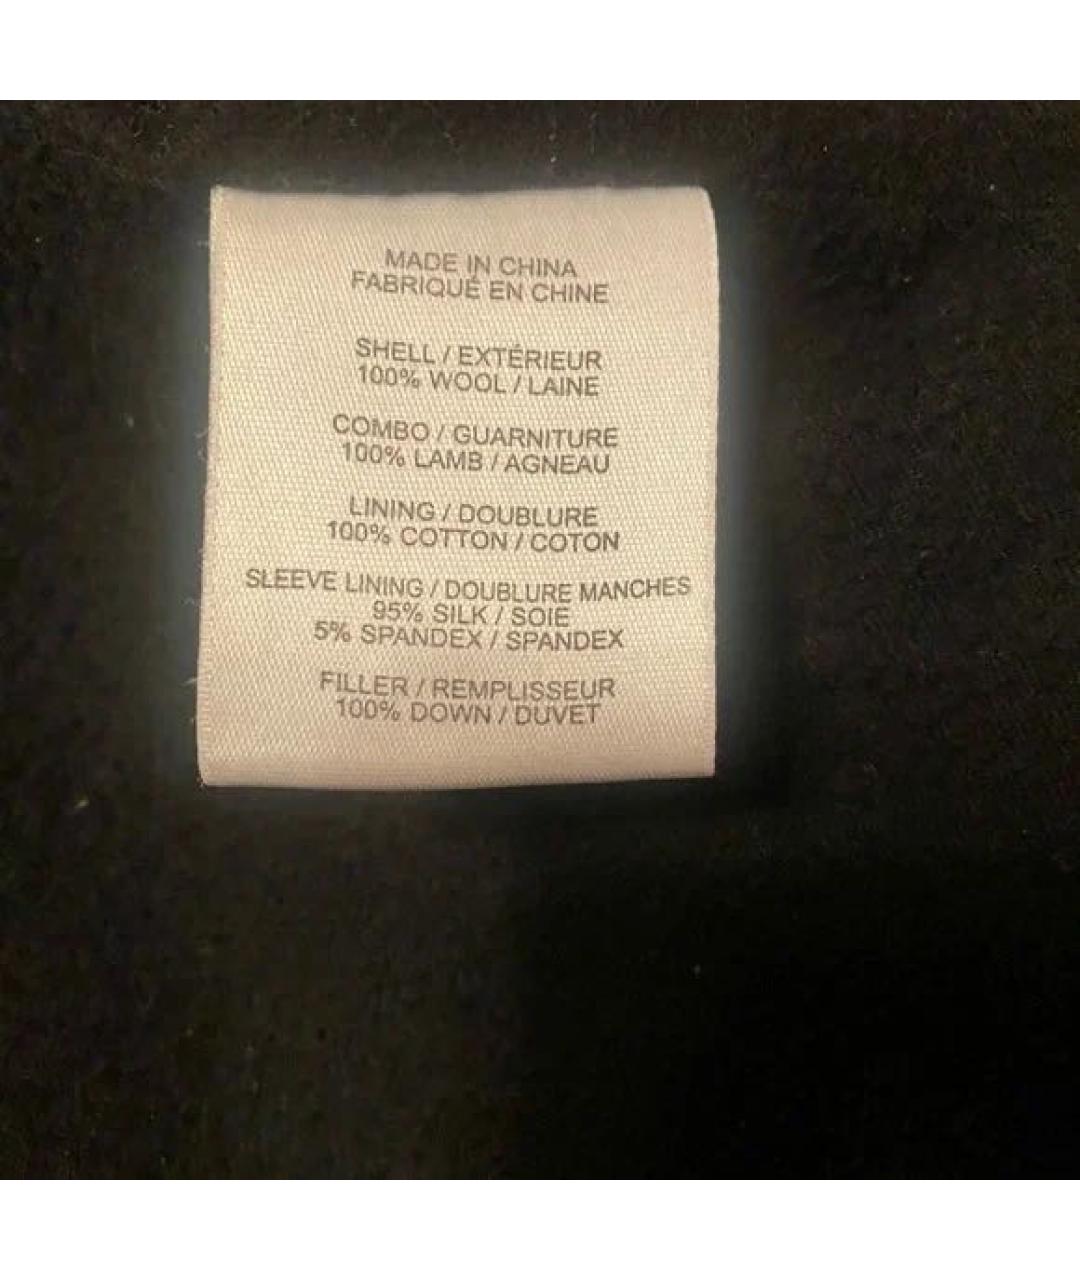 MADE IN CHINA
FABRIQUÉ EN CHINE
SHELL / EXTÉRIEUR
100% WOOL / LAINE
COMBO / GUARNITURE
100% LAMB / AGNEAU
LINING / DOUBLURE
100% COTTON / COTON
SLEEVE LINING / DOUBLURE MANCHES
95% SILK / SOIE
5% SPANDEX / SPANDEX
FILLER / REMPLISSEUR
100% DOWN / DUVET